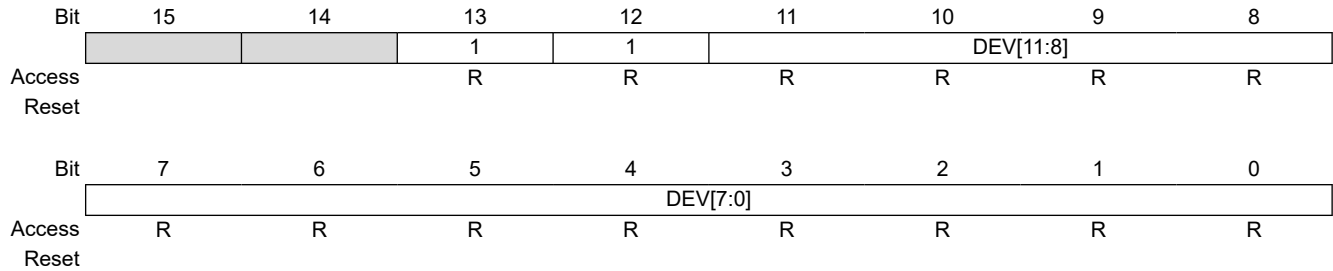 Bit 15 14 13 12 11 10 9 8
1 1 DEV[11:8]
Access R R R R R R
Reset
Bit 7 6 5 4 3 2 1 0
DEV[7:0]
Access R R R R R R R R
Reset